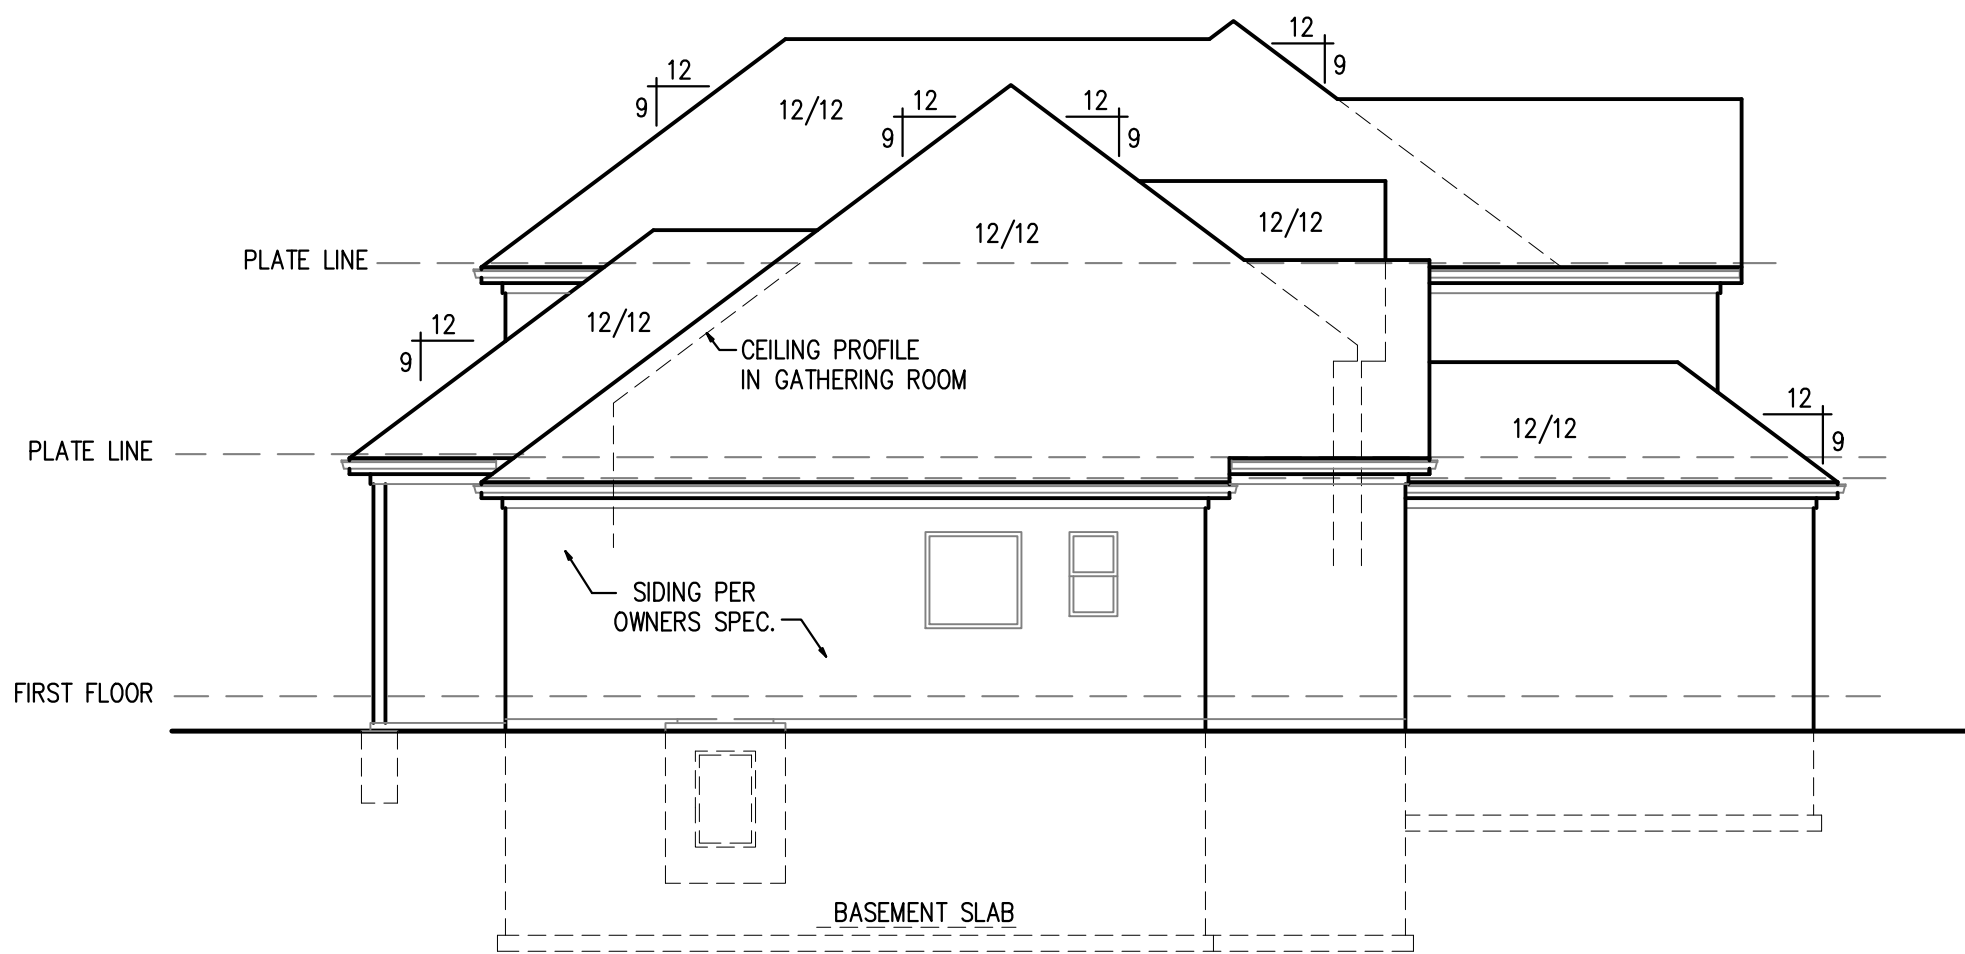 12
9
12
9
12/12
12
9
12
9
12/12
12/12
PLATE LINE
12/12
12
9
CEILING PROFILE
IN GATHERING ROOM
12
9
12/12
PLATE LINE
SIDING PER
OWNERS SPEC.
FIRST FLOOR
BASEMENT SLAB